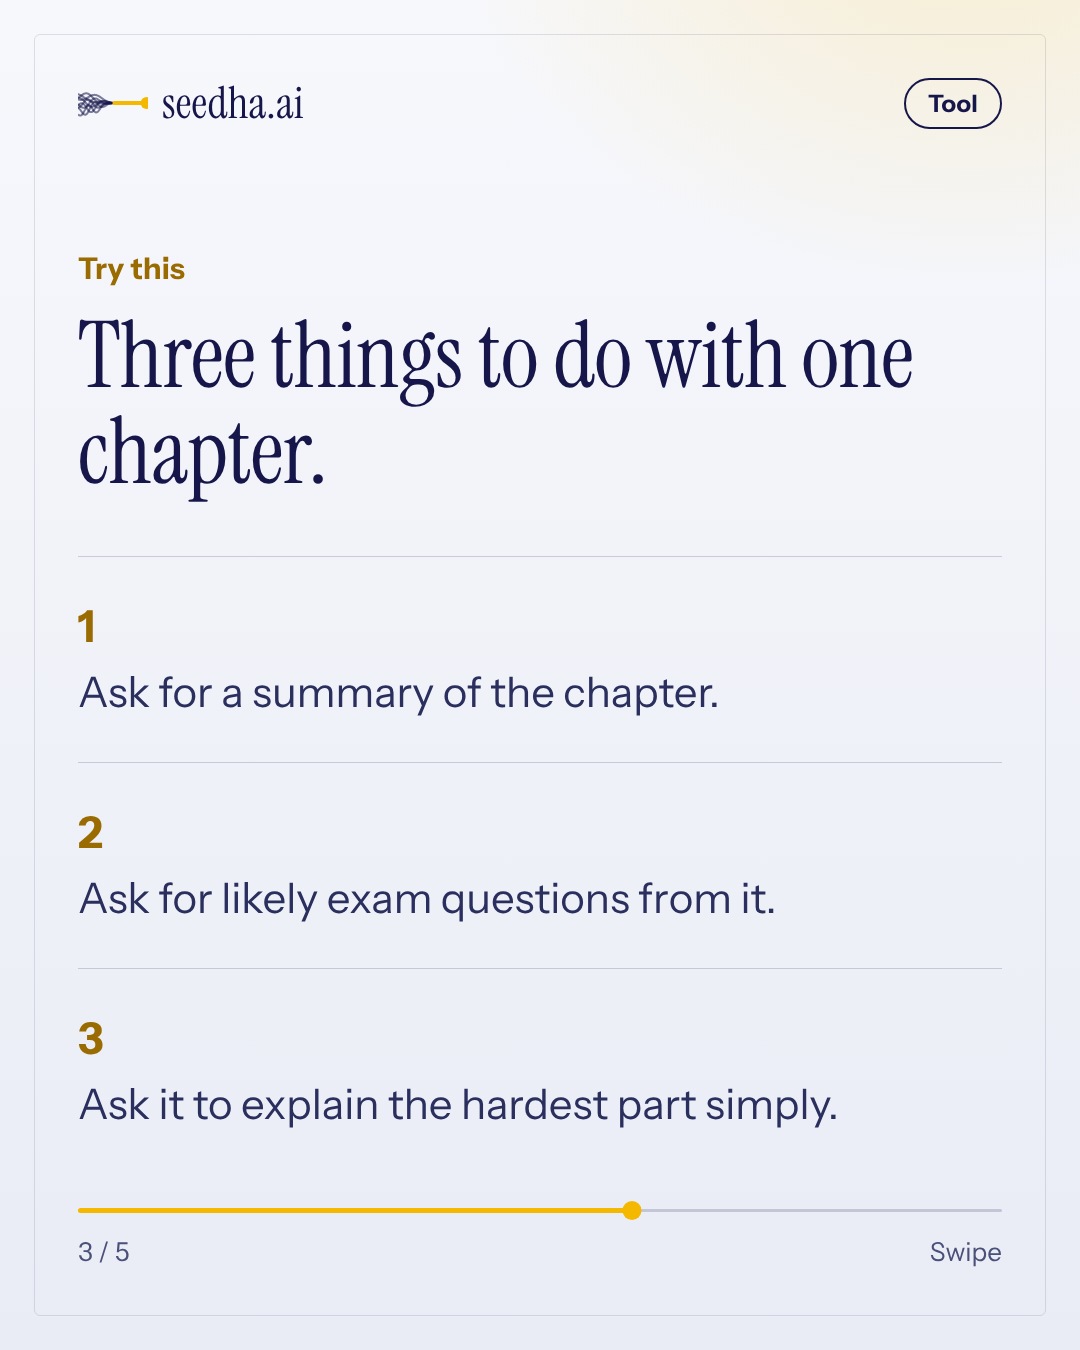 seedha.ai
Tool
Try this
Three things to do with one
chapter.
1
Ask for a summary of the chapter.
2
Ask for likely exam questions from it.
3
Ask it to explain the hardest part simply.
3 / 5
Swipe